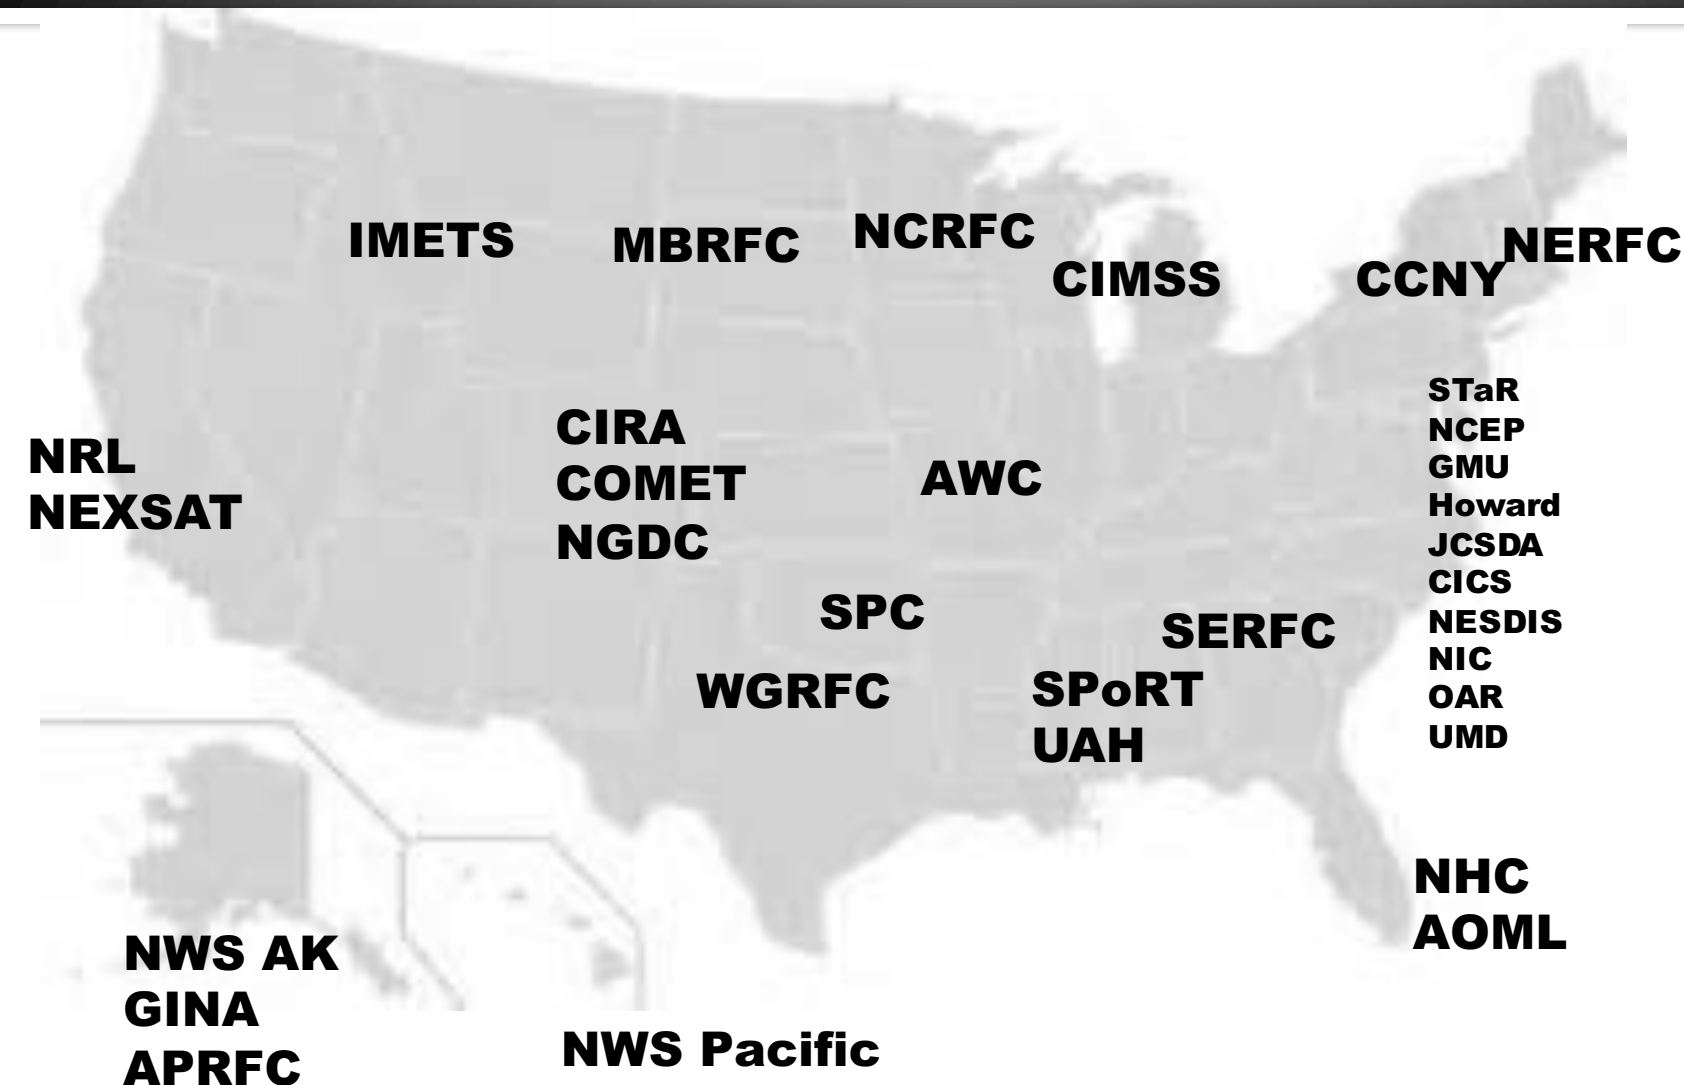 IMETS
MBRFC
NCRFC
CIMSS
CCNY
NERFC
NRL
NEXSAT
CIRA
COMET
NGDC
AWC
STaR
NCEP
GMU
Howard
JCSDA
CICS
NESDIS
NIC
OAR
UMD
SPC
WGRFC
SERFC
SPoRT
UAH
NHC
AOML
NWS AK
GINA
APRFC
NWS Pacific